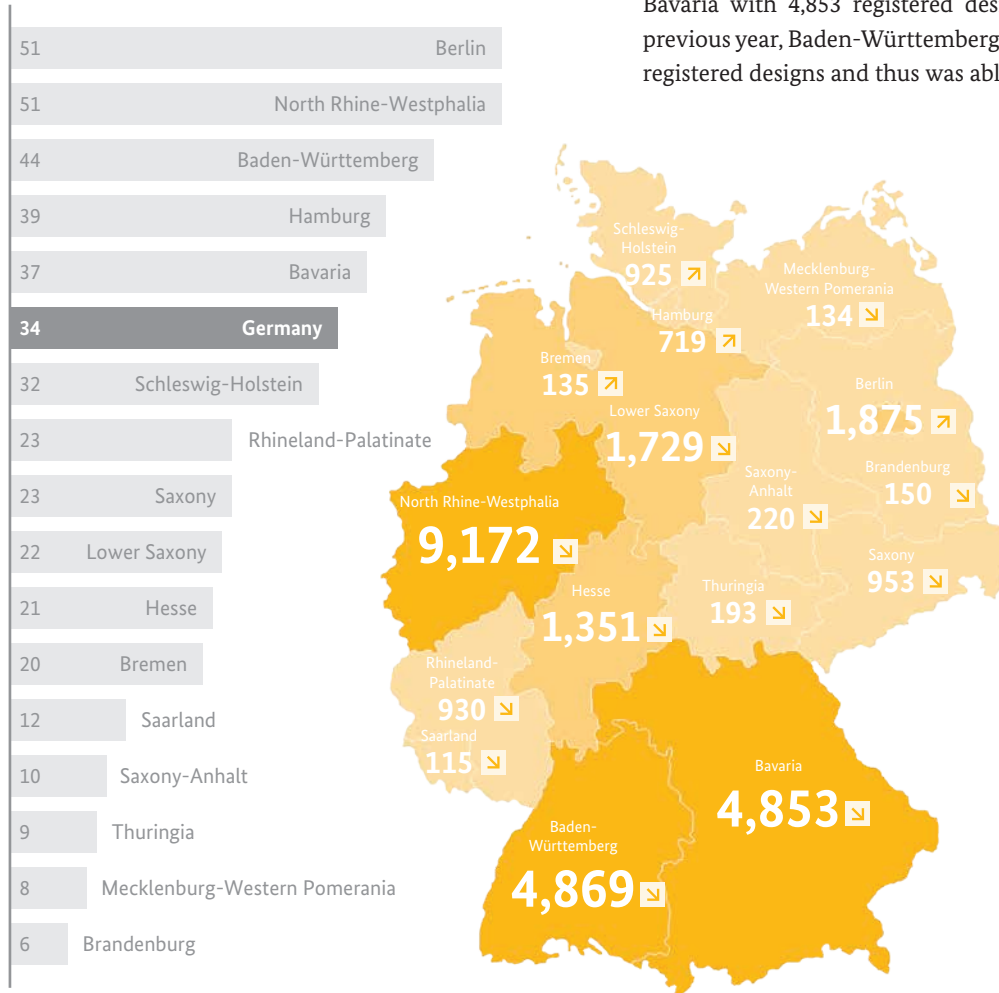 Bavaria with 4,853 registered des
previous year, Baden-Württemberg
registered designs and thus was abl
51 Berlin
51 North Rhine-Westphalia
44 Baden-Württemberg
39 Hamburg
37 Bavaria
34 Germany
32 Schleswig-Holstein
23 Rhineland-Palatinate
23 Saxony
22 Lower Saxony
21 Hesse
20 Bremen
12 Saarland
10 Saxony-Anhalt
9 Thuringia
8 Mecklenburg-Western Pomerania
6 Brandenburg
Schleswig-
Holstein
925
Mecklenburg-
Western Pomerania
134
Hamburg
719
Bremen
135
Berlin
1,875
Lower Saxony
1,729
Brandenburg
150
Saxony-
Anhalt
220
North Rhine-Westphalia
9,172
Saxony
953
Thuringia
193
Hesse
1,351
Rhineland-
Palatinate
930
Saarland
115
Bavaria
4,853
Baden-
Württemberg
4,869